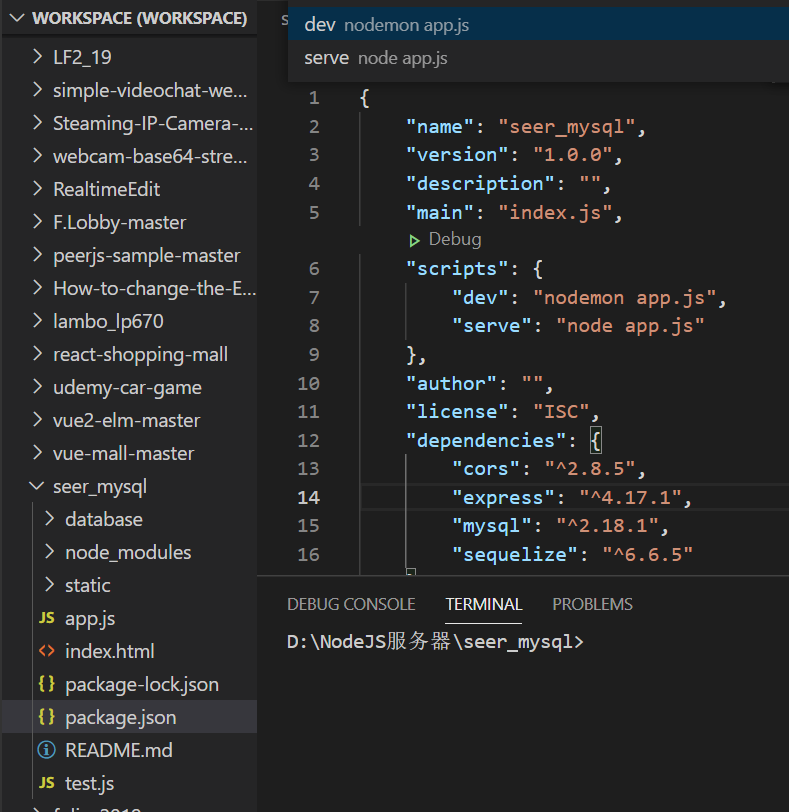 WORKSPACE (WORKSPACE)
LF2_19
simple-videochat-we...
Steaming-IP-Camera-...
webcam-base64-stre...
RealtimeEdit
F.Lobby-master
peerjs-sample-master
How-to-change-the-E...
lambo_lp670
react-shopping-mall
udemy-car-game
vue2-elm-master
vue-mall-master
seer_mysql
database
node_modules
static
JS app.js
<> index.html
{} package-lock.json
{} package.json
README.md
JS test.js
dev nodemon app.js
serve node app.js
1 {
2 "name": "seer_mysql",
3 "version": "1.0.0",
4 "description": "",
5 "main": "index.js",
Debug
6 "scripts": {
7 "dev": "nodemon app.js",
8 "serve": "node app.js"
9 },
10 "author": "",
11 "license": "ISC",
12 "dependencies": {
13 "cors": "^2.8.5",
14 "express": "^4.17.1",
15 "mysql": "^2.18.1",
16 "sequelize": "^6.6.5"
DEBUG CONSOLE TERMINAL PROBLEMS
D:\NodeJS服务器\seer_mysql>